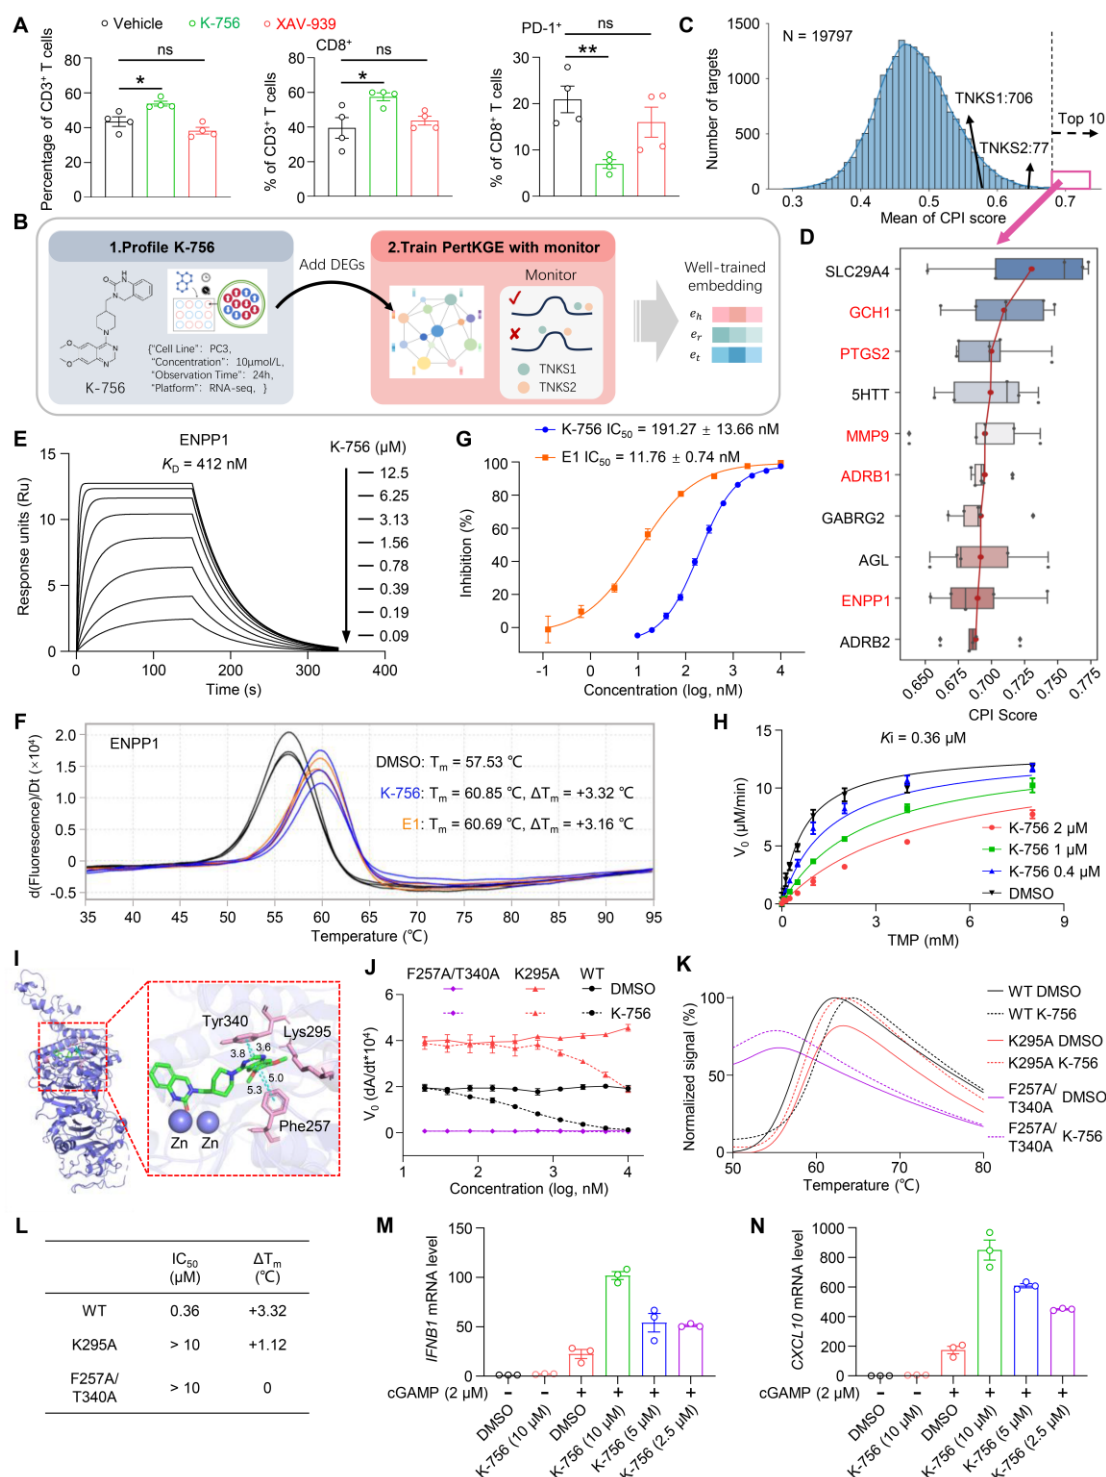 A
Vehicle K-756 XAV-939
Percentage of CD3⁺ T cells
ns
*
80
60
40
20
0
CD8⁺
% of CD3⁺ T cells
ns
*
80
60
40
20
0
PD-1⁺
% of CD8⁺ T cells
ns
**
30
20
10
0
C
N = 19797
Number of targets
1500
1000
500
0
TNKS1:706
TNKS2:77
Top 10
0.3 0.4 0.5 0.6 0.7
Mean of CPI score
B
1.Profile K-756
K-756
{"Cell Line": PC3,
"Concentration": 10μmol/L,
"Observation Time": 24h,
"Platform": RNA-seq, }
Add DEGs
2.Train PertKGE with monitor
Monitor
TNKS1
TNKS2
Well-trained
embedding
eₕ
eᵣ
eₜ
D
SLC29A4
GCH1
PTGS2
5HTT
MMP9
ADRB1
GABRG2
AGL
ENPP1
ADRB2
0.650 0.675 0.700 0.725 0.750 0.775
CPI Score
E
ENPP1
K_D = 412 nM
K-756 (μM)
12.5
6.25
3.13
1.56
0.78
0.39
0.19
0.09
Response units (Ru)
15
10
5
0
0 100 200 300 400
Time (s)
G
K-756 IC₅₀ = 191.27 ± 13.66 nM
E1 IC₅₀ = 11.76 ± 0.74 nM
Inhibition (%)
100
80
60
40
20
0
-1 0 1 2 3 4
Concentration (log, nM)
F
ENPP1
d(Fluorescence)/Dt (×10⁴)
2.0
1.5
1.0
0.5
0
-0.5
DMSO: Tₘ = 57.53 ℃
K-756: Tₘ = 60.85 ℃, ΔTₘ = +3.32 ℃
E1: Tₘ = 60.69 ℃, ΔTₘ = +3.16 ℃
35 40 45 50 55 60 65 70 75 80 85 90 95
Temperature (℃)
H
Ki = 0.36 μM
V₀ (μM/min)
15
10
5
0
K-756 2 μM
K-756 1 μM
K-756 0.4 μM
DMSO
0 3 6 9
TMP (mM)
I
Tyr340
Lys295
3.8
3.6
5.0
5.3
Phe257
Zn Zn
J
F257A/T340A K295A WT
DMSO
K-756
V₀ (dA/dt*10⁴)
6
4
2
0
1 2 3 4
Concentration (log, nM)
K
Normalized signal (%)
100
50
0
50 60 70 80
Temperature (℃)
WT DMSO
WT K-756
K295A DMSO
K295A K-756
F257A/
T340A DMSO
F257A/
T340A K-756
L
IC₅₀
(μM)
ΔTₘ
(℃)
WT 0.36 +3.32
K295A > 10 +1.12
F257A/
T340A > 10 0
M
IFNB1 mRNA level
150
100
50
0
cGAMP (2 μM) - - + + + +
DMSO
K-756 (10 μM)
DMSO
K-756 (10 μM)
K-756 (5 μM)
K-756 (2.5 μM)
N
CXCL10 mRNA level
1000
800
600
400
200
0
cGAMP (2 μM) - - + + + +
DMSO
K-756 (10 μM)
DMSO
K-756 (10 μM)
K-756 (5 μM)
K-756 (2.5 μM)